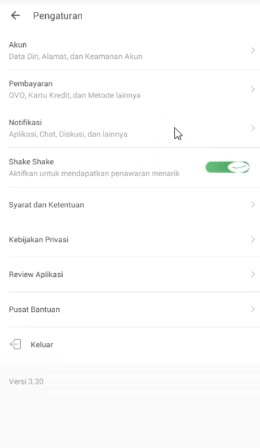 Pengaturan
Akun
Data Diri, Alamat, dan Keamanan Akun
Pembayaran
OVO, Kartu Kredit, dan Metode lainnya
Notifikasi
Aplikasi, Chat, Diskusi, dan lainnya
Shake Shake
Aktifkan untuk mendapatkan penawaran menarik
Syarat dan Ketentuan
Kebijakan Privasi
Review Aplikasi
Pusat Bantuan
Keluar
Versi 3.30